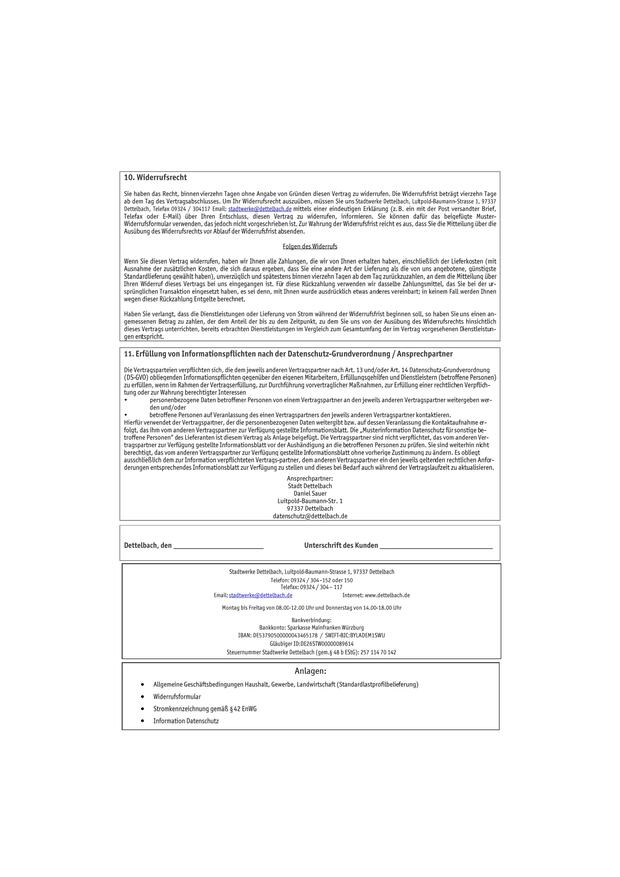 10. Widerrufsrecht
Sie haben das Recht, binnen vierzehn Tagen ohne Angabe von Gründen diesen Vertrag zu widerrufen. Die Widerrufsfrist beträgt vierzehn Tage
ab dem Tag des Vertragsabschlusses. Um Ihr Widerrufsrecht auszuüben, müssen Sie uns Stadtwerke Dettelbach, Luitpold-Baumann-Strasse 1, 97337
Dettelbach, Telefax 09324 / 304117 Email: stadtwerke@dettelbach.de mittels einer eindeutigen Erklärung (z.B. ein mit der Post versandter Brief,
Telefax oder E-Mail) über Ihren Entschluss, diesen Vertrag zu widerrufen, informieren. Sie können dafür das beigefügte Muster-
Widerrufsformular verwenden, das jedoch nicht vorgeschrieben ist. Zur Wahrung der Widerrufsfrist reicht es aus, dass Sie die Mitteilung über die
Ausübung des Widerrufsrechts vor Ablauf der Widerrufsfrist absenden.
Folgen des Widerrufs
Wenn Sie diesen Vertrag widerrufen, haben wir Ihnen alle Zahlungen, die wir von Ihnen erhalten haben, einschließlich der Lieferkosten (mit
Ausnahme der zusätzlichen Kosten, die sich daraus ergeben, dass Sie eine andere Art der Lieferung als die von uns angebotene, günstigste
Standardlieferung gewählt haben), unverzüglich und spätestens binnen vierzehn Tagen ab dem Tag zurückzuzahlen, an dem die Mitteilung über
Ihren Widerruf dieses Vertrags bei uns eingegangen ist. Für diese Rückzahlung verwenden wir dasselbe Zahlungsmittel, das Sie bei der ur-
sprünglichen Transaktion eingesetzt haben, es sei denn, mit Ihnen wurde ausdrücklich etwas anderes vereinbart; in keinem Fall werden Ihnen
wegen dieser Rückzahlung Entgelte berechnet.
Haben Sie verlangt, dass die Dienstleistungen oder Lieferung von Strom während der Widerrufsfrist beginnen soll, so haben Sie uns einen an-
gemessenen Betrag zu zahlen, der dem Anteil der bis zu dem Zeitpunkt, zu dem Sie uns von der Ausübung des Widerrufsrechts hinsichtlich
dieses Vertrags unterrichten, bereits erbrachten Dienstleistungen im Vergleich zum Gesamtumfang der im Vertrag vorgesehenen Dienstleistun-
gen entspricht.
11. Erfüllung von Informationspflichten nach der Datenschutz-Grundverordnung / Ansprechpartner
Die Vertragsparteien verpflichten sich, die dem jeweils anderen Vertragspartner nach Art. 13 und/oder Art. 14 Datenschutz-Grundverordnung
(DS-GVO) obliegenden Informationspflichten gegenüber den eigenen Mitarbeitern, Erfüllungsgehilfen und Dienstleistern (betroffene Personen)
zu erfüllen, wenn im Rahmen der Vertragserfüllung, zur Durchführung vorvertraglicher Maßnahmen, zur Erfüllung einer rechtlichen Verpflich-
tung oder zur Wahrung berechtigter Interessen
• personenbezogene Daten betroffener Personen von einem Vertragspartner an den jeweils anderen Vertragspartner weitergeben wer-
den und/oder
• betroffene Personen auf Veranlassung des einen Vertragspartners den jeweils anderen Vertragspartner kontaktieren.
Hierfür verwendet der Vertragspartner, der die personenbezogenen Daten weitergibt bzw. auf dessen Veranlassung die Kontaktaufnahme er-
folgt, das ihm vom anderen Vertragspartner zur Verfügung gestellte Informationsblatt. Die „Musterinformation Datenschutz für sonstige be-
troffene Personen“ des Lieferanten ist diesem Vertrag als Anlage beigefügt. Die Vertragspartner sind nicht verpflichtet, das vom anderen Ver-
tragspartner zur Verfügung gestellte Informationsblatt vor der Aushändigung an die betroffenen Personen zu prüfen. Sie sind weiterhin nicht
berechtigt, das vom anderen Vertragspartner zur Verfügung gestellte Informationsblatt ohne vorherige Zustimmung zu ändern. Es obliegt
ausschließlich dem zur Information verpflichteten Vertrags-partner, dem anderen Vertragspartner ein den jeweils geltenden rechtlichen Anfor-
derungen entsprechendes Informationsblatt zur Verfügung zu stellen und dieses bei Bedarf auch während der Vertragslaufzeit zu aktualisieren.
Ansprechpartner:
Stadt Dettelbach
Daniel Sauer
Luitpold-Baumann-Str. 1
97337 Dettelbach
datenschutz@dettelbach.de
Dettelbach, den ____________ Unterschrift des Kunden ____________
Stadtwerke Dettelbach, Luitpold-Baumann-Strasse 1, 97337 Dettelbach
Telefon: 09324 / 304-152 oder 150
Telefax: 09324 / 304– 117
Email: stadtwerke@dettelbach.de Internet: www.dettelbach.de
Montag bis Freitag von 08.00-12.00 Uhr und Donnerstag von 14.00-18.00 Uhr
Bankverbindung:
Bankkonto: Sparkasse Mainfranken Würzburg
IBAN: DE53790500000043465178 / SWIFT-BIC:BYLADEM1SWU
Gläubiger ID:DE26STW00000089614
Steuernummer Stadtwerke Dettelbach (gem.§ 48 b EStG): 257 114 70 142
Anlagen:
• Allgemeine Geschäftsbedingungen Haushalt, Gewerbe, Landwirtschaft (Standardlastprofilbelieferung)
• Widerrufsformular
• Stromkennzeichnung gemäß §42 EnWG
• Information Datenschutz